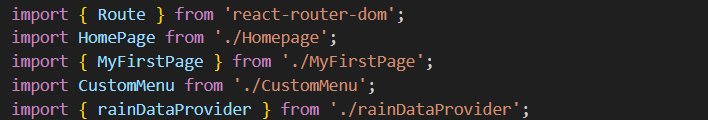 import { Route } from 'react-router-dom';
import HomePage from './Homepage';
import { MyFirstPage } from './MyFirstPage';
import CustomMenu from './CustomMenu';
import { rainDataProvider } from './rainDataProvider';